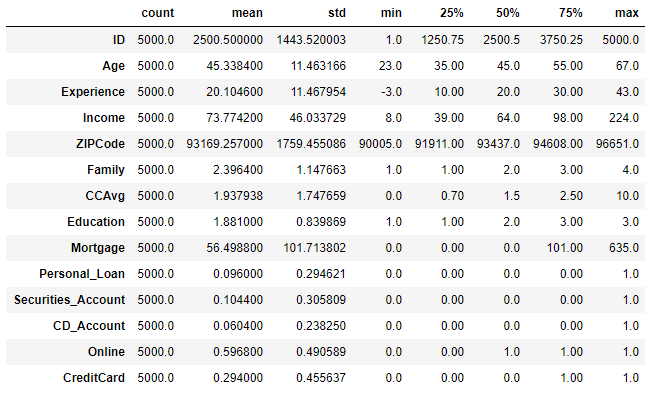 count mean std min 25% 50% 75% max
ID 5000.0 2500.500000 1443.520003 1.0 1250.75 2500.5 3750.25 5000.0
Age 5000.0 45.338400 11.463166 23.0 35.00 45.0 55.00 67.0
Experience 5000.0 20.104600 11.467954 -3.0 10.00 20.0 30.00 43.0
Income 5000.0 73.774200 46.033729 8.0 39.00 64.0 98.00 224.0
ZIPCode 5000.0 93169.257000 1759.455086 90005.0 91911.00 93437.0 94608.00 96651.0
Family 5000.0 2.396400 1.147663 1.0 1.00 2.0 3.00 4.0
CCAvg 5000.0 1.937938 1.747659 0.0 0.70 1.5 2.50 10.0
Education 5000.0 1.881000 0.839869 1.0 1.00 2.0 3.00 3.0
Mortgage 5000.0 56.498800 101.713802 0.0 0.00 0.0 101.00 635.0
Personal_Loan 5000.0 0.096000 0.294621 0.0 0.00 0.0 0.00 1.0
Securities_Account 5000.0 0.104400 0.305809 0.0 0.00 0.0 0.00 1.0
CD_Account 5000.0 0.060400 0.238250 0.0 0.00 0.0 0.00 1.0
Online 5000.0 0.596800 0.490589 0.0 0.00 1.0 1.00 1.0
CreditCard 5000.0 0.294000 0.455637 0.0 0.00 0.0 1.00 1.0